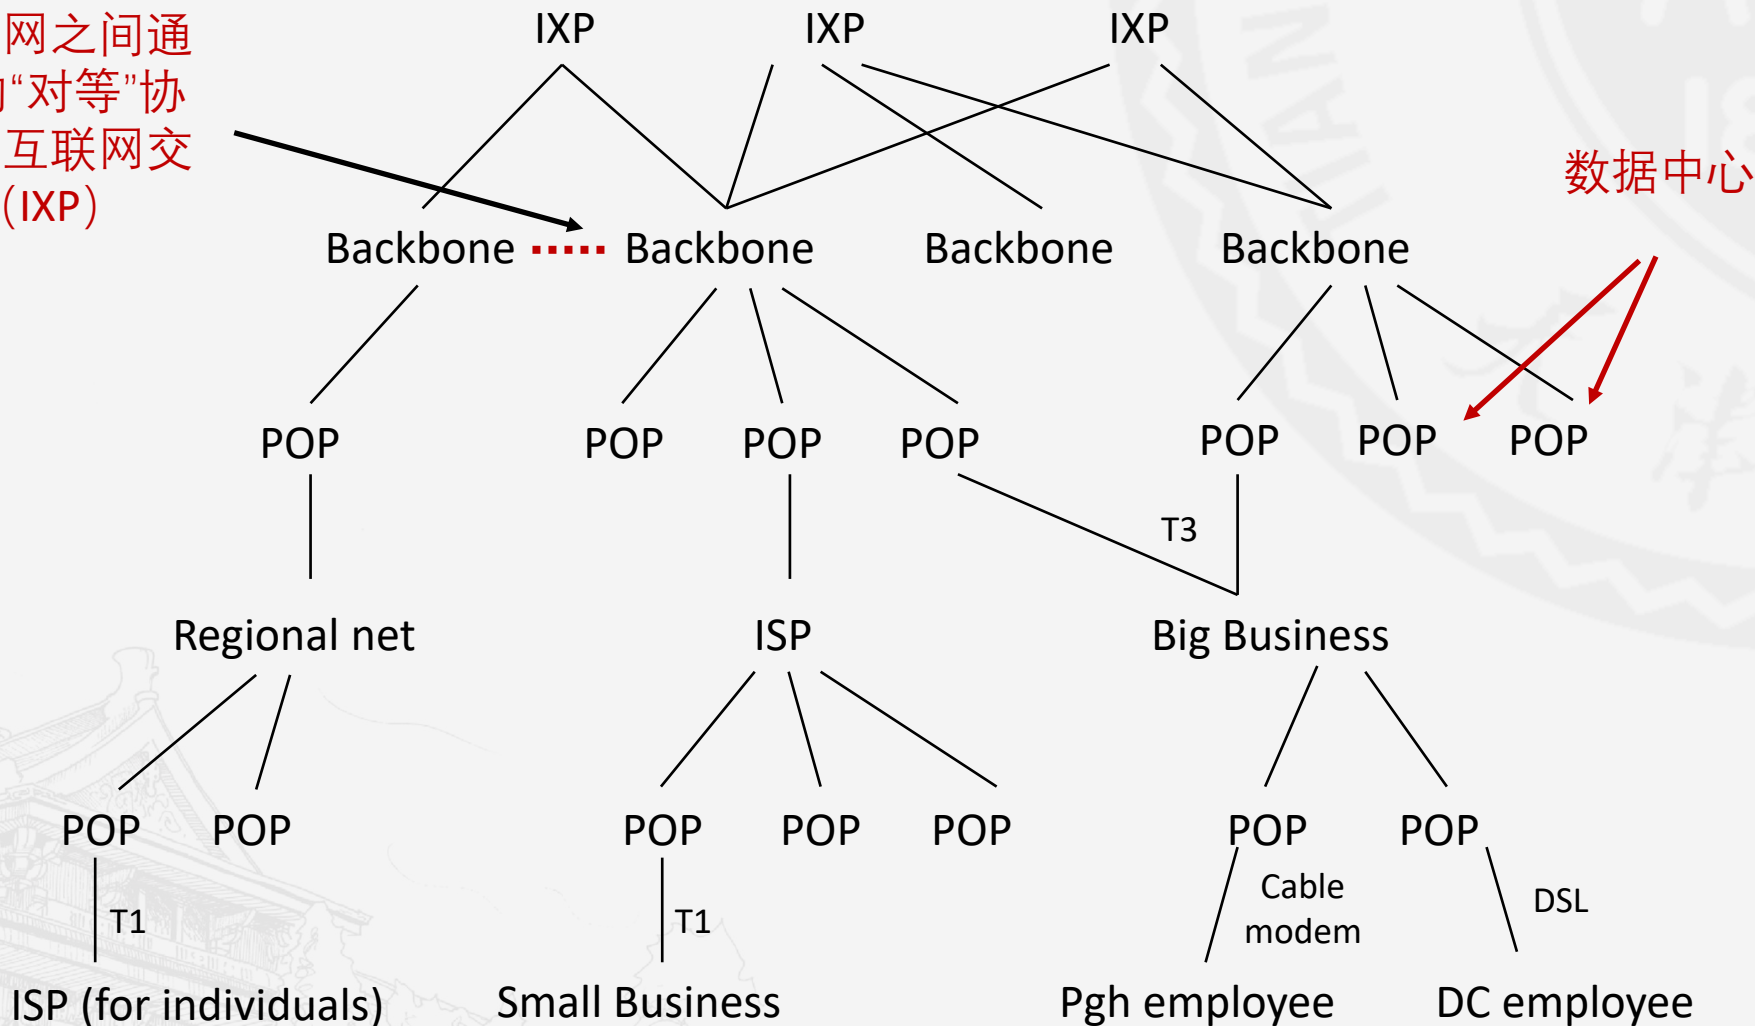 IXP
IXP
IXP
网之间通
“对等”协
互联网交
（IXP）
数据中心
Backbone
Backbone
Backbone
Backbone
POP
POP
POP
POP
POP
POP
POP
T3
Regional net
ISP
Big Business
POP
POP
POP
POP
POP
POP
POP
T1
T1
Cable
modem
DSL
ISP (for individuals)
Small Business
Pgh employee
DC employee